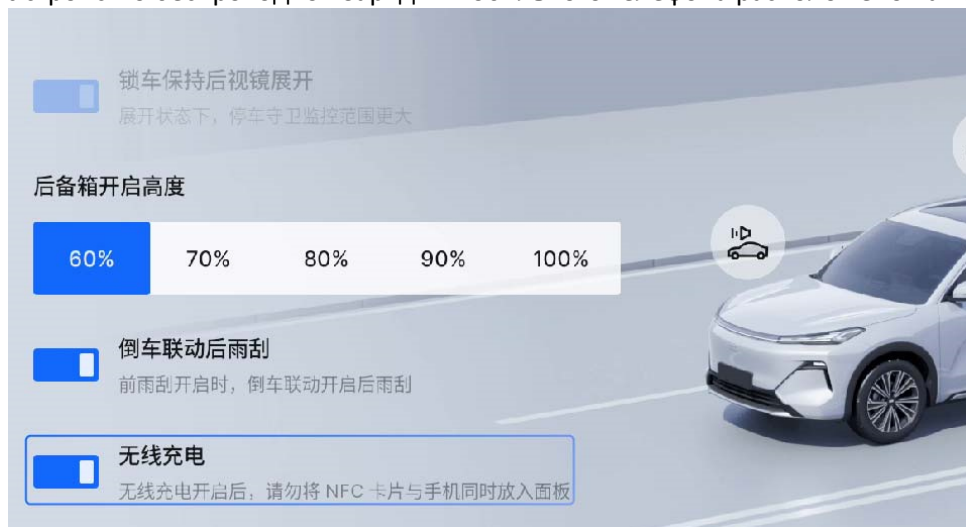 锁车保持后视镜展开
展开状态下，停车守卫监控范围更大
后备箱开启高度
60% 70% 80% 90% 100%
倒车联动后雨刮
前雨刮开启时，倒车联动开启后雨刮
无线充电
无线充电开启后，请勿将 NFC 卡片与手机同时放入面板